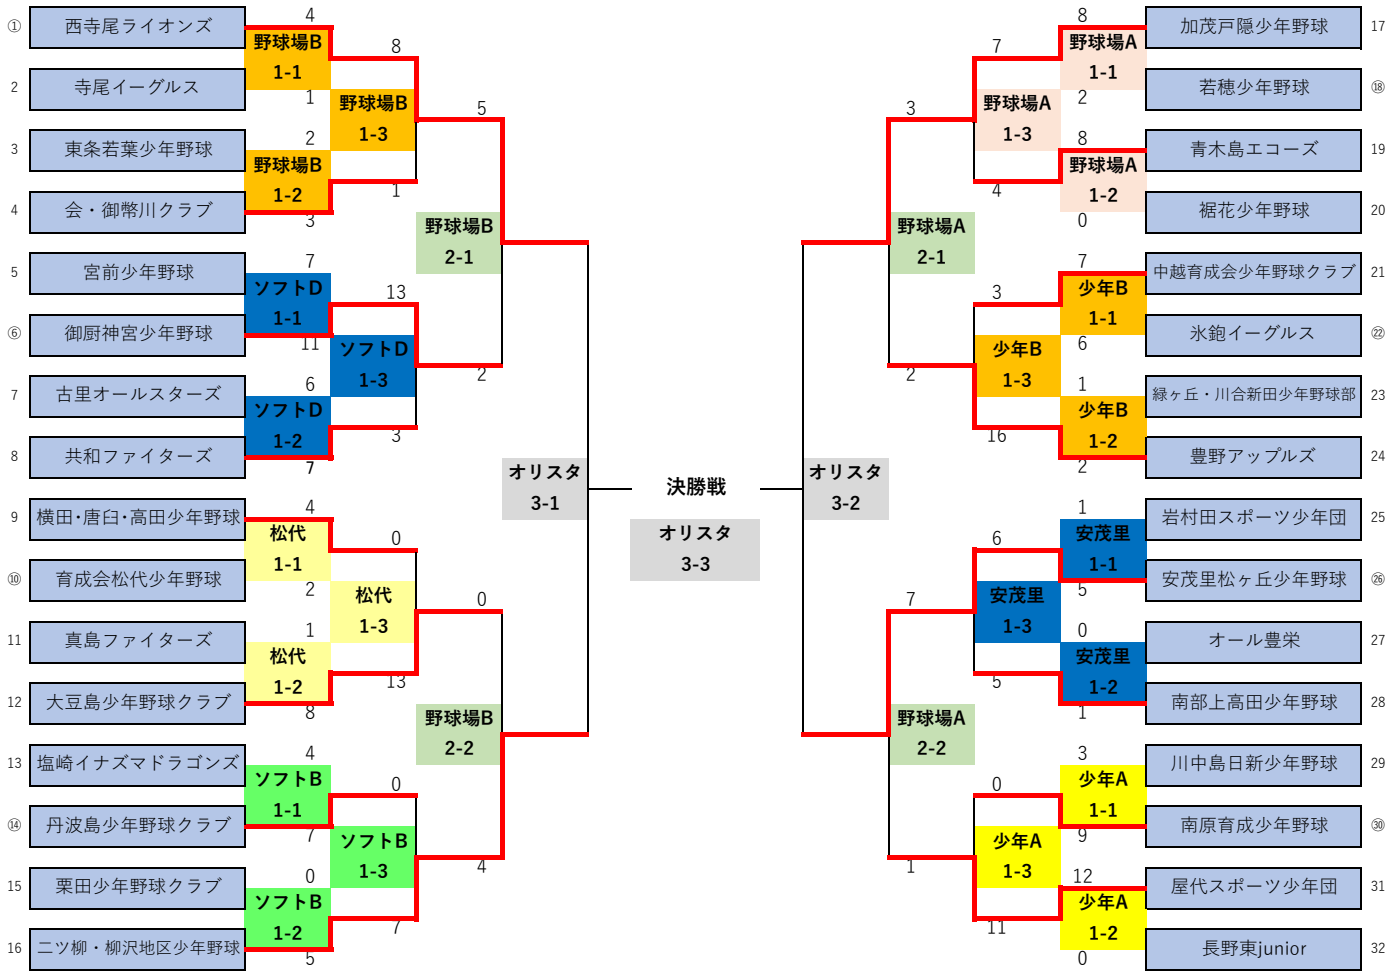 ① 西寺尾ライオンズ 4
野球場B
1-1
8
2 寺尾イーグルス 1
野球場B
1-3
5
3 東条若葉少年野球 2
野球場B
1-2
1
4 会・御幣川クラブ 3
野球場B
2-1
5 宮前少年野球 7
ソフトD
1-1
13
⑥ 御厨神宮少年野球 11
ソフトD
1-3
2
7 古里オールスターズ 6
ソフトD
1-2
3
8 共和ファイターズ 7
オリスタ
3-1
9 横田・唐臼・高田少年野球 4
松代
1-1
0
⑩ 育成会松代少年野球 2
松代
1-3
0
11 真島ファイターズ 1
松代
1-2
13
12 大豆島少年野球クラブ 8
野球場B
2-2
13 塩崎イナズマドラゴンズ 4
ソフトB
1-1
0
⑭ 丹波島少年野球クラブ 7
ソフトB
1-3
4
15 栗田少年野球クラブ 0
ソフトB
1-2
7
16 二ツ柳・柳沢地区少年野球 5
決勝戦
オリスタ
3-3
8 加茂戸隠少年野球 17
野球場A
1-1
7
2 若穂少年野球 ⑱
野球場A
1-3
3
8 青木島エコーズ 19
野球場A
1-2
4
0 裾花少年野球 20
野球場A
2-1
7 中越育成会少年野球クラブ 21
少年B
1-1
3
6 氷鉋イーグルス ㉒
少年B
1-3
2
1 緑ヶ丘・川合新田少年野球部 23
少年B
1-2
16
2 豊野アップルズ 24
オリスタ
3-2
1 岩村田スポーツ少年団 25
安茂里
1-1
6
5 安茂里松ヶ丘少年野球 ㉖
安茂里
1-3
7
0 オール豊栄 27
安茂里
1-2
5
1 南部上高田少年野球 28
野球場A
2-2
3 川中島日新少年野球 29
少年A
1-1
0
9 南原育成少年野球 ㉚
少年A
1-3
1
12 屋代スポーツ少年団 31
少年A
1-2
11
0 長野東junior 32